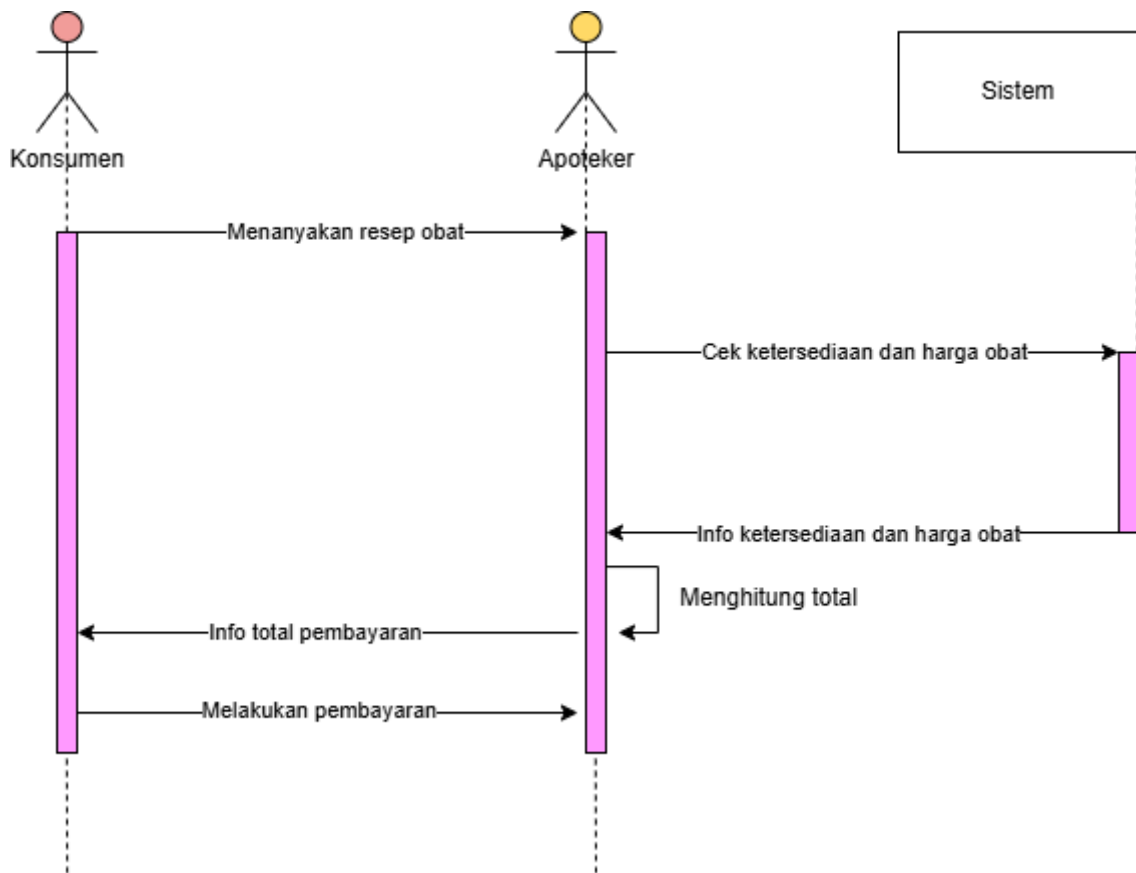 Sistem
Konsumen
Apoteker
Menanyakan resep obat
Cek ketersediaan dan harga obat
Info ketersediaan dan harga obat
Menghitung total
Info total pembayaran
Melakukan pembayaran